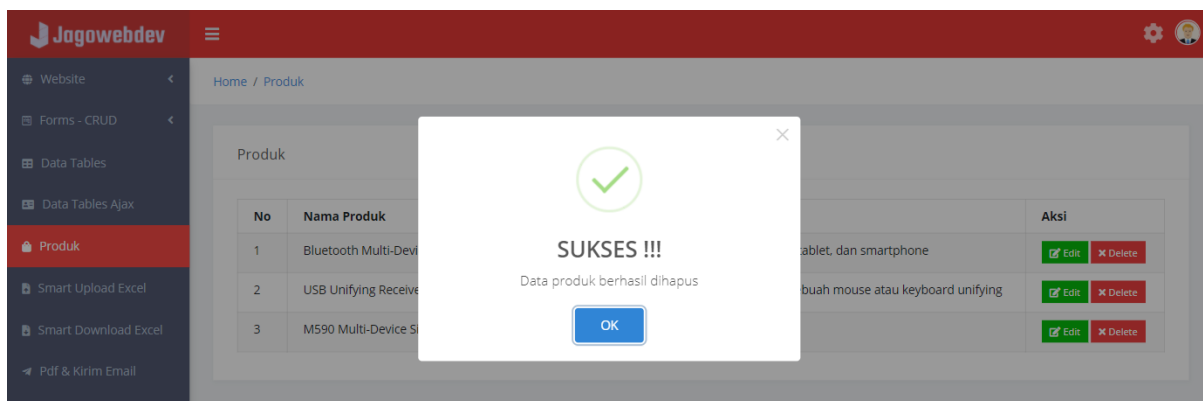 Jagowebdev
Website
Home / Produk
Forms - CRUD
Data Tables
Produk
Data Tables Ajax
No Nama Produk Aksi
Produk
1 Bluetooth Multi-Devi tablet, dan smartphone Edit Delete
SUKSES !!!
Smart Upload Excel
2 USB Unifying Receive buah mouse atau keyboard unifying Edit Delete
Data produk berhasil dihapus
Smart Download Excel
3 M590 Multi-Device Si Edit Delete
OK
Pdf & Kirim Email